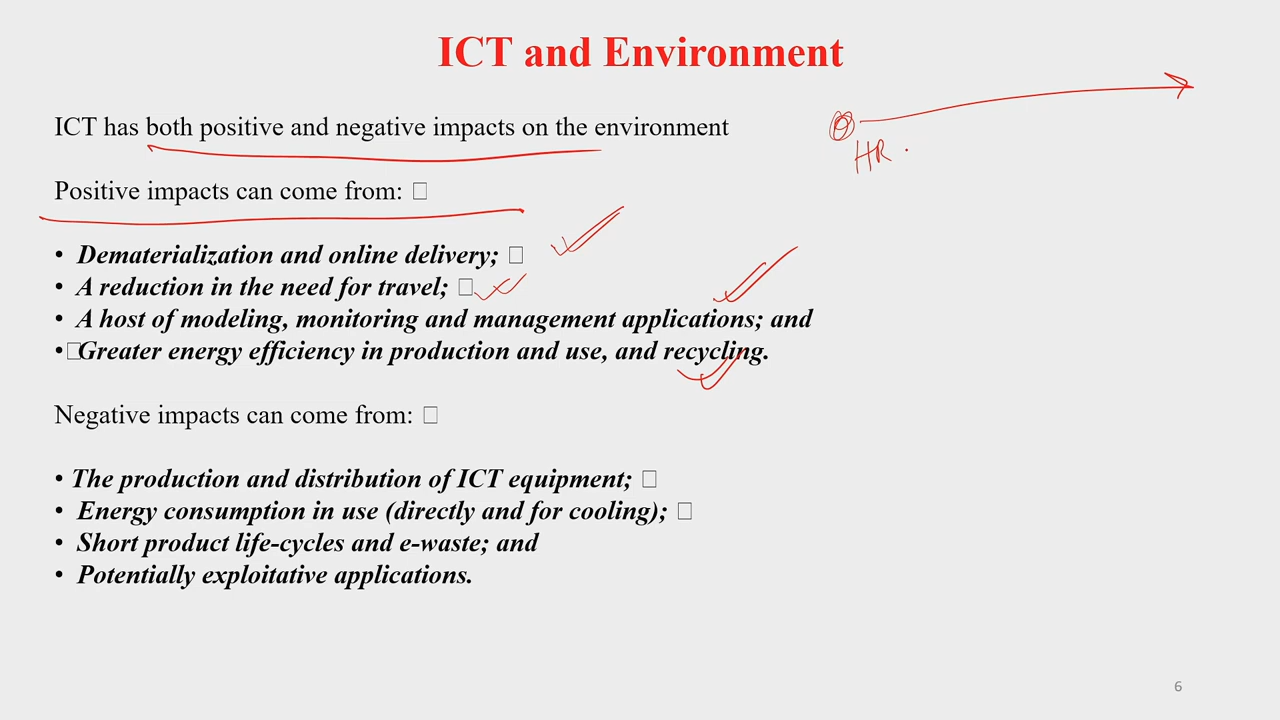 ICT and Environment
ICT has both positive and negative impacts on the environment
HR
Positive impacts can come from: □
• Dematerialization and online delivery; □
• A reduction in the need for travel; □
• A host of modeling, monitoring and management applications; and
•□Greater energy efficiency in production and use, and recycling.
Negative impacts can come from: □
• The production and distribution of ICT equipment; □
• Energy consumption in use (directly and for cooling); □
• Short product life-cycles and e-waste; and
• Potentially exploitative applications.
6